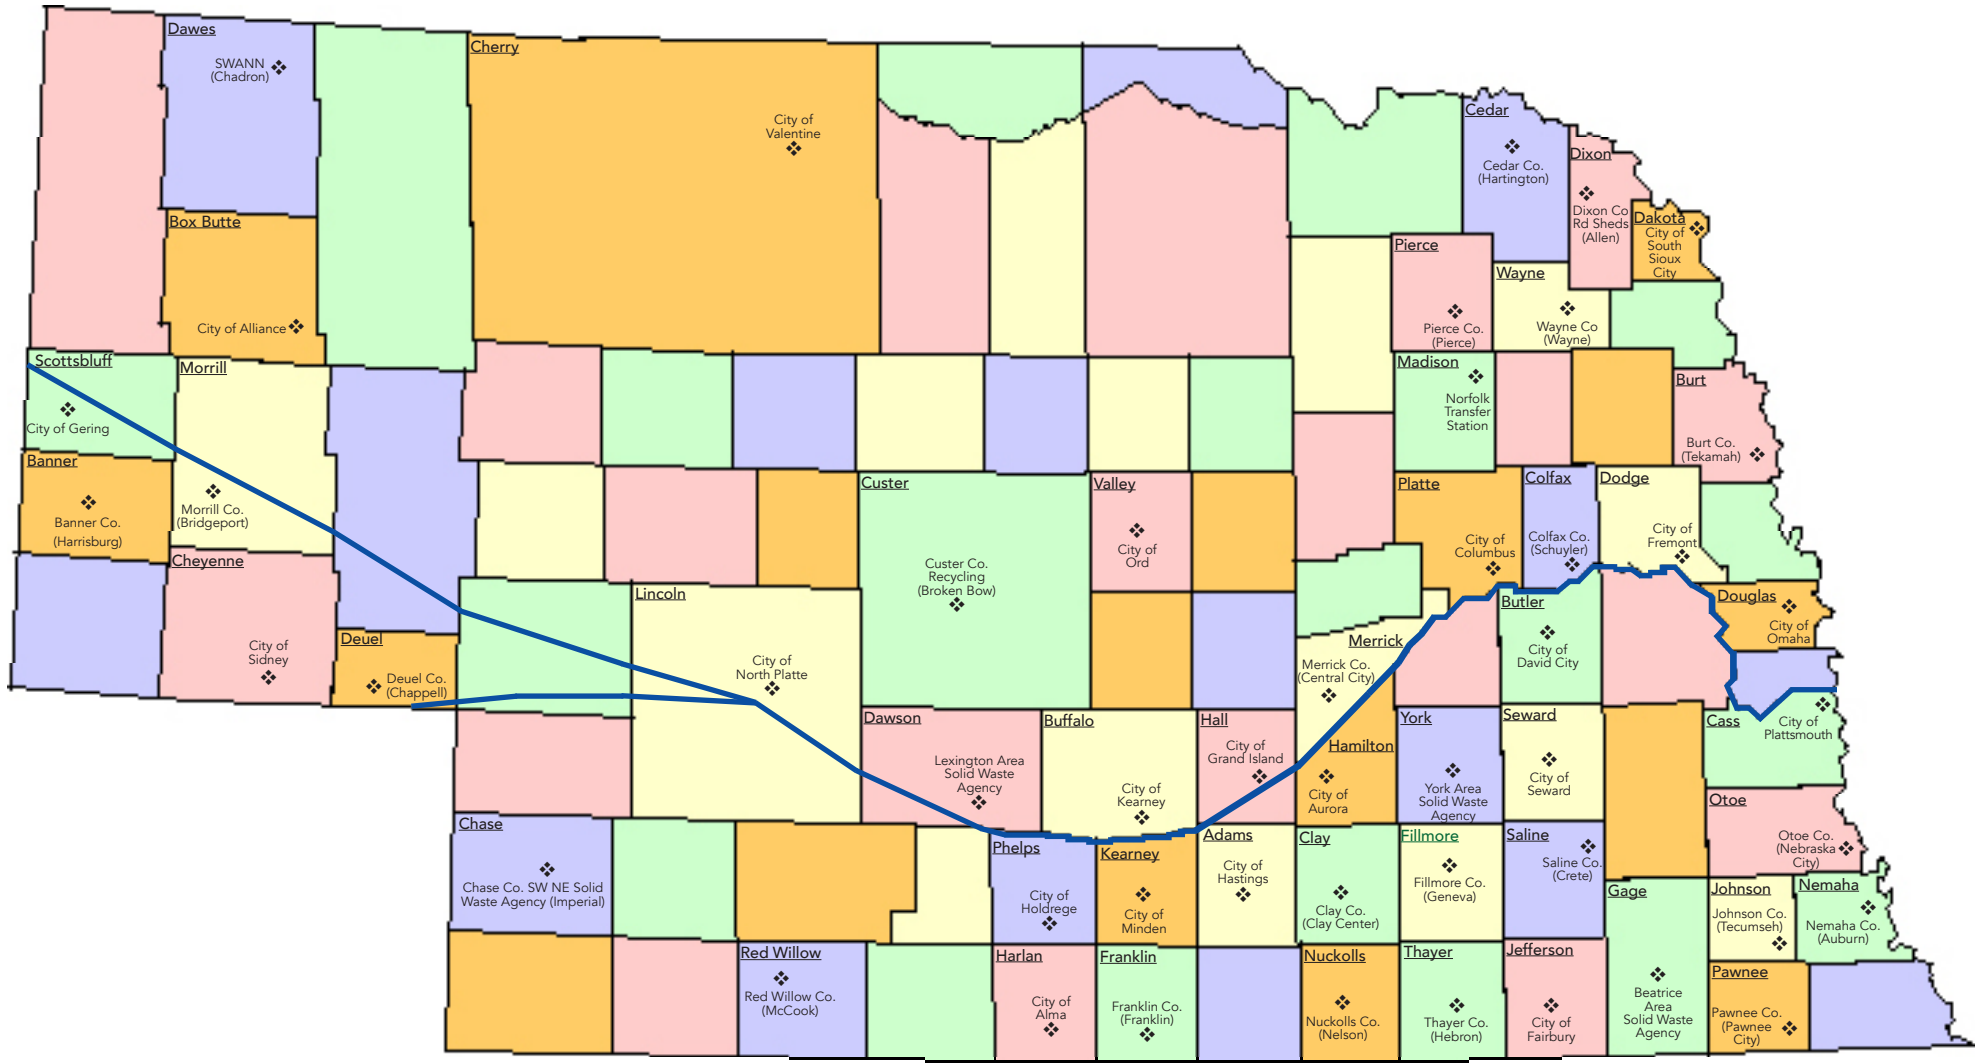 Dawes
SWANN
(Chadron)
Cherry
City of
Valentine
Cedar
Cedar Co.
(Hartington)
Dixon
Dixon Co
Rd Sheds
(Allen)
Dakota
City of
South
Sioux
City
Box Butte
City of Alliance
Pierce
Pierce Co.
(Pierce)
Wayne
Wayne Co
(Wayne)
Scottsbluff
City of Gering
Morrill
Morrill Co.
(Bridgeport)
Madison
Norfolk
Transfer
Station
Burt
Burt Co.
(Tekamah)
Banner
Banner Co.
(Harrisburg)
Custer
Custer Co.
Recycling
(Broken Bow)
Valley
City of
Ord
Platte
City of
Columbus
Colfax
Colfax Co.
(Schuyler)
Dodge
City of
Fremont
Cheyenne
City of
Sidney
Deuel
Deuel Co.
(Chappell)
Lincoln
City of
North Platte
Merrick
Merrick Co.
(Central City)
Butler
City of
David City
Douglas
City of
Omaha
Dawson
Lexington Area
Solid Waste
Agency
Buffalo
City of
Kearney
Hall
City of
Grand Island
Hamilton
City of
Aurora
York
York Area
Solid Waste
Agency
Seward
City of
Seward
Cass
City of
Plattsmouth
Otoe
Otoe Co.
(Nebraska
City)
Chase
Chase Co. SW NE Solid
Waste Agency (Imperial)
Phelps
City of
Holdrege
Kearney
City of
Minden
Adams
City of
Hastings
Clay
Clay Co.
(Clay Center)
Fillmore
Fillmore Co.
(Geneva)
Saline
Saline Co.
(Crete)
Gage
Beatrice
Area
Solid Waste
Agency
Johnson
Johnson Co.
(Tecumseh)
Nemaha
Nemaha Co.
(Auburn)
Red Willow
Red Willow Co.
(McCook)
Harlan
City of
Alma
Franklin
Franklin Co.
(Franklin)
Nuckolls
Nuckolls Co.
(Nelson)
Thayer
Thayer Co.
(Hebron)
Jefferson
City of
Fairbury
Pawnee
Pawnee Co.
(Pawnee
City)